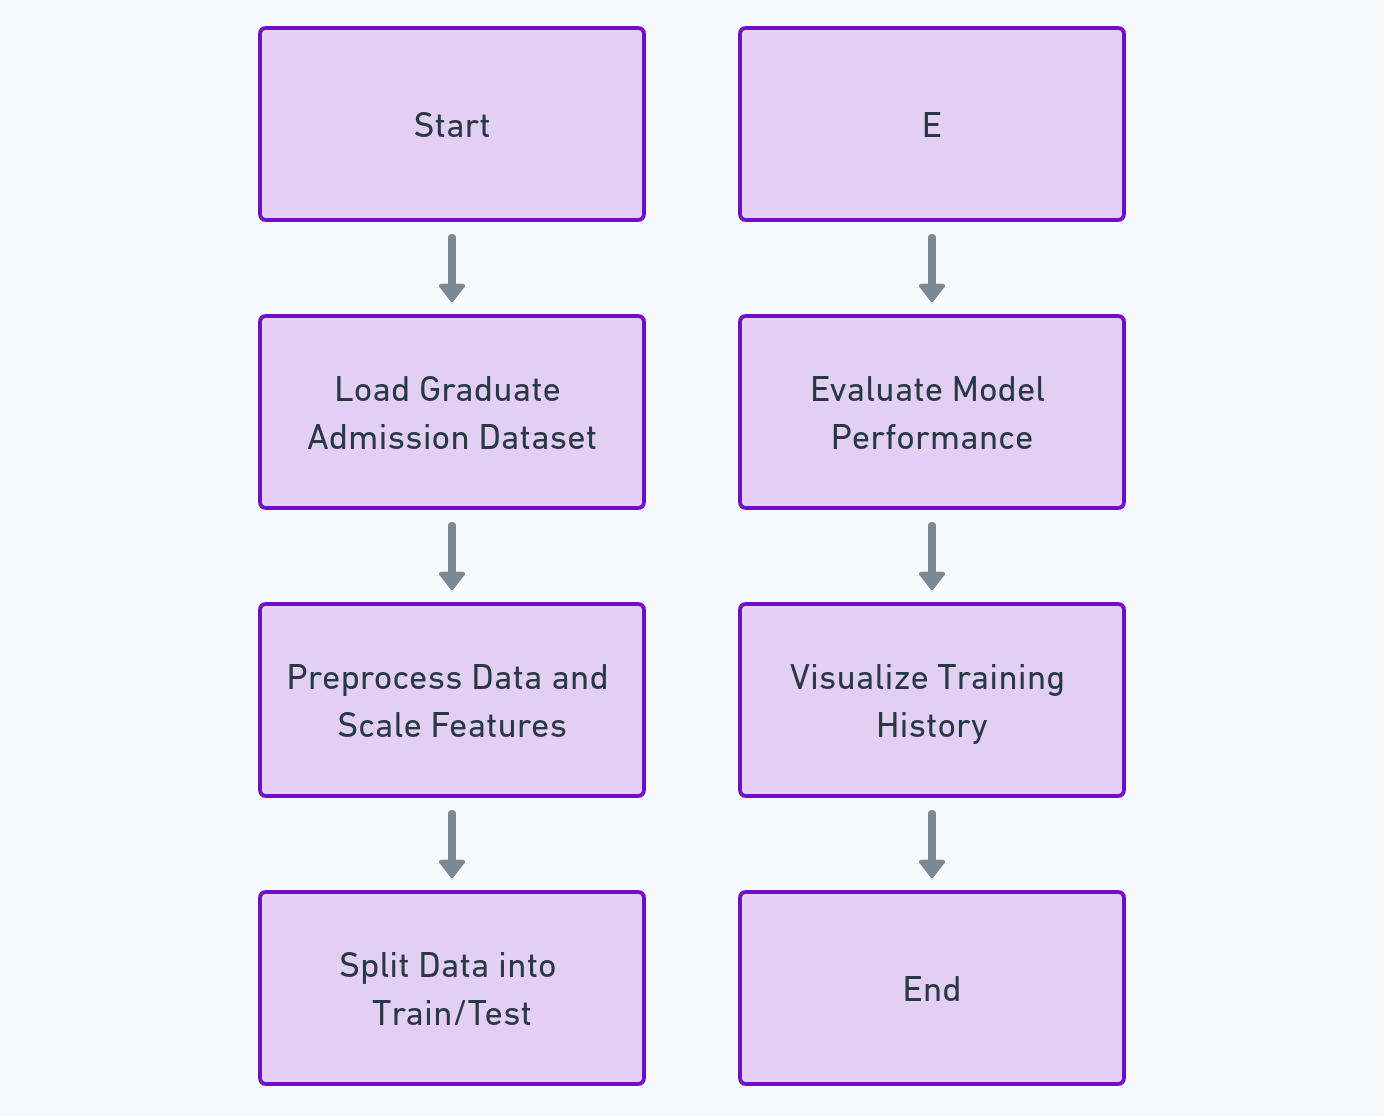 Start
Load Graduate
Admission Dataset
Preprocess Data and
Scale Features
Split Data into
Train/Test
E
Evaluate Model
Performance
Visualize Training
History
End